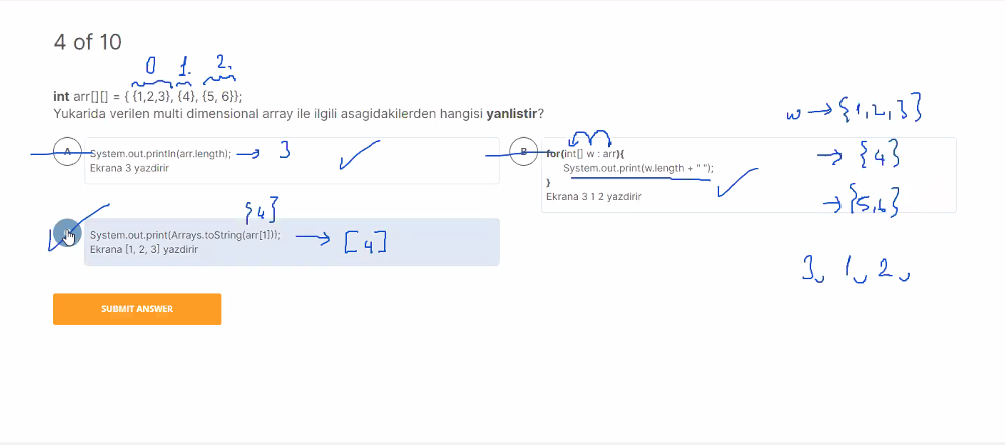 4 of 10
0 1. 2.
int arr[][] = { {1,2,3}, {4}, {5, 6}};
Yukarida verilen multi dimensional array ile ilgili asagidakilerden hangisi yanlistir?
A
System.out.println(arr.length); → 3
Ekrana 3 yazdirir
B
for(int[] w : arr){
System.out.print(w.length + " ");
}
Ekrana 3 1 2 yazdirir
w → {1,2,3}
→ {4}
→ {5,6}
3, 1, 2,
{4}
System.out.print(Arrays.toString(arr[1])); → [4]
Ekrana [1, 2, 3] yazdirir
SUBMIT ANSWER